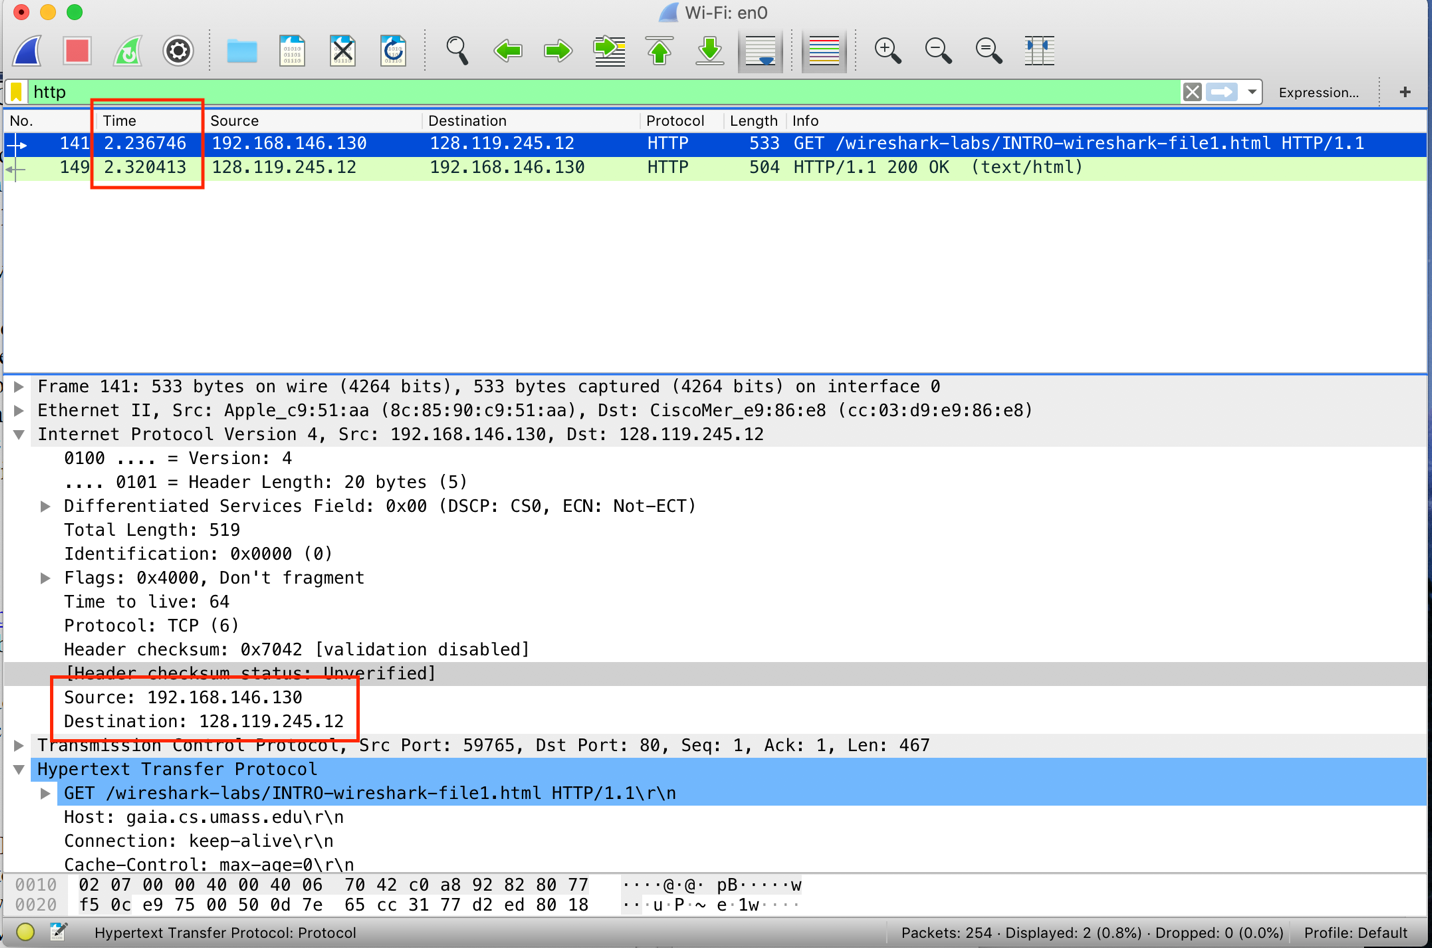 Wi-Fi: en0
http Expression... +
No. Time Source Destination Protocol Length Info
141 2.236746 192.168.146.130 128.119.245.12 HTTP 533 GET /wireshark-labs/INTRO-wireshark-file1.html HTTP/1.1
149 2.320413 128.119.245.12 192.168.146.130 HTTP 504 HTTP/1.1 200 OK (text/html)
Frame 141: 533 bytes on wire (4264 bits), 533 bytes captured (4264 bits) on interface 0
Ethernet II, Src: Apple_c9:51:aa (8c:85:90:c9:51:aa), Dst: CiscoMer_e9:86:e8 (cc:03:d9:e9:86:e8)
Internet Protocol Version 4, Src: 192.168.146.130, Dst: 128.119.245.12
0100 .... = Version: 4
.... 0101 = Header Length: 20 bytes (5)
Differentiated Services Field: 0x00 (DSCP: CS0, ECN: Not-ECT)
Total Length: 519
Identification: 0x0000 (0)
Flags: 0x4000, Don't fragment
Time to live: 64
Protocol: TCP (6)
Header checksum: 0x7042 [validation disabled]
[Header checksum status: Unverified]
Source: 192.168.146.130
Destination: 128.119.245.12
Transmission Control Protocol, Src Port: 59765, Dst Port: 80, Seq: 1, Ack: 1, Len: 467
Hypertext Transfer Protocol
GET /wireshark-labs/INTRO-wireshark-file1.html HTTP/1.1\r\n
Host: gaia.cs.umass.edu\r\n
Connection: keep-alive\r\n
Cache-Control: max-age=0\r\n
0010 02 07 00 00 40 00 40 06 70 42 c0 a8 92 82 80 77 ····@·@· pB·····w
0020 f5 0c e9 75 00 50 0d 7e 65 cc 31 77 d2 ed 80 18 ···u·P·~ e·1w····
Hypertext Transfer Protocol: Protocol Packets: 254 · Displayed: 2 (0.8%) · Dropped: 0 (0.0%) Profile: Default